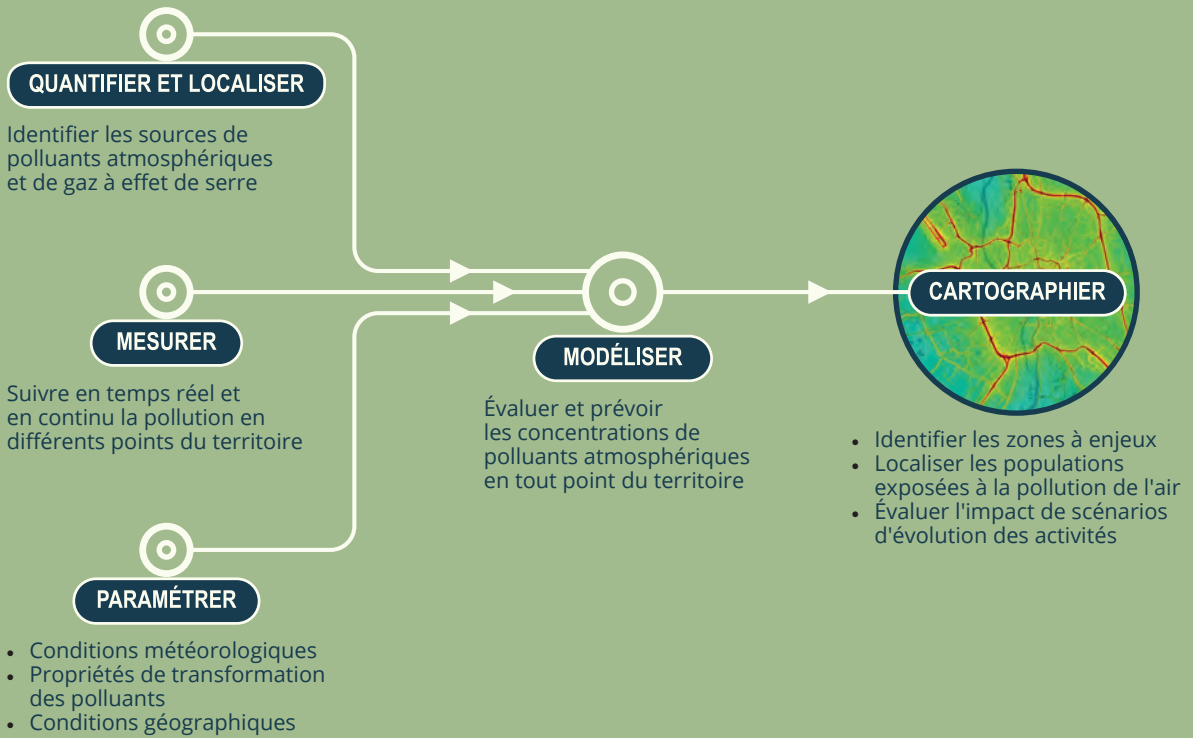 QUANTIFIER ET LOCALISER
Identifier les sources de
polluants atmosphériques
et de gaz à effet de serre
MESURER
Suivre en temps réel et
en continu la pollution en
différents points du territoire
PARAMÉTRER
• Conditions météorologiques
• Propriétés de transformation
des polluants
• Conditions géographiques
MODÉLISER
Évaluer et prévoir
les concentrations de
polluants atmosphériques
en tout point du territoire
CARTOGRAPHIER
• Identifier les zones à enjeux
• Localiser les populations
exposées à la pollution de l'air
• Évaluer l'impact de scénarios
d'évolution des activités